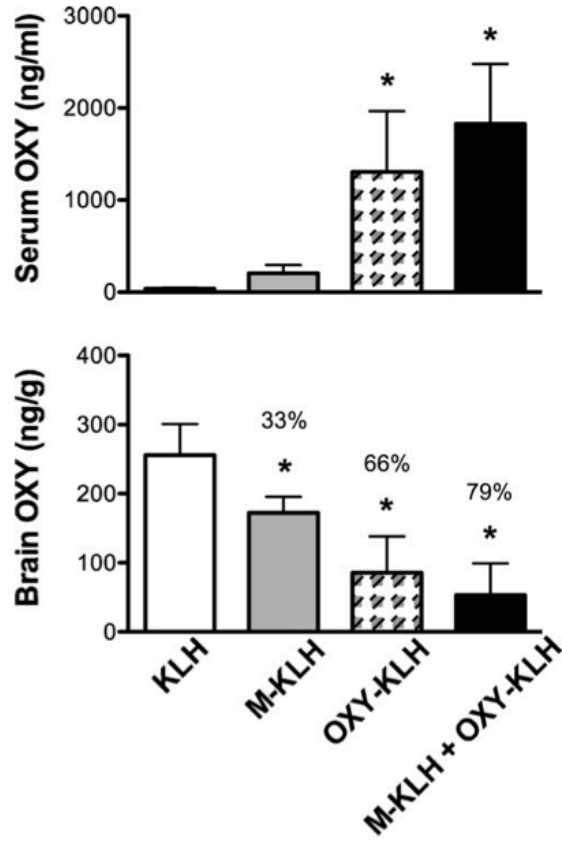 Serum OXY (ng/ml)
3000
2000
1000
0
*
*
Brain OXY (ng/g)
400
300
200
100
0
33%
*
66%
*
79%
*
KLH
M-KLH
OXY-KLH
M-KLH + OXY-KLH